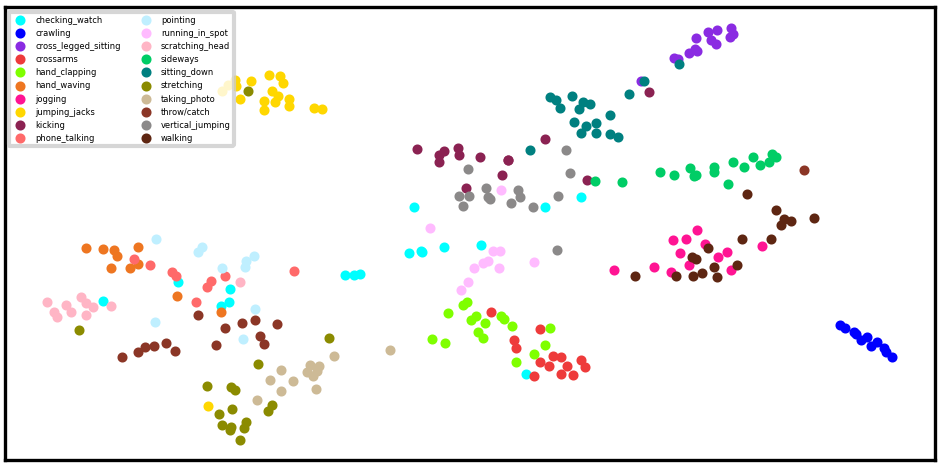 checking_watch
crawling
cross_legged_sitting
crossarms
hand_clapping
hand_waving
jogging
jumping_jacks
kicking
phone_talking
pointing
running_in_spot
scratching_head
sideways
sitting_down
stretching
taking_photo
throw/catch
vertical_jumping
walking